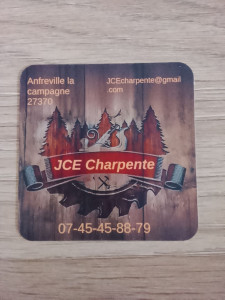 Anfreville la
campagne
27370
JCEcharpente@gmail
.com
JCE Charpente
07-45-45-88-79